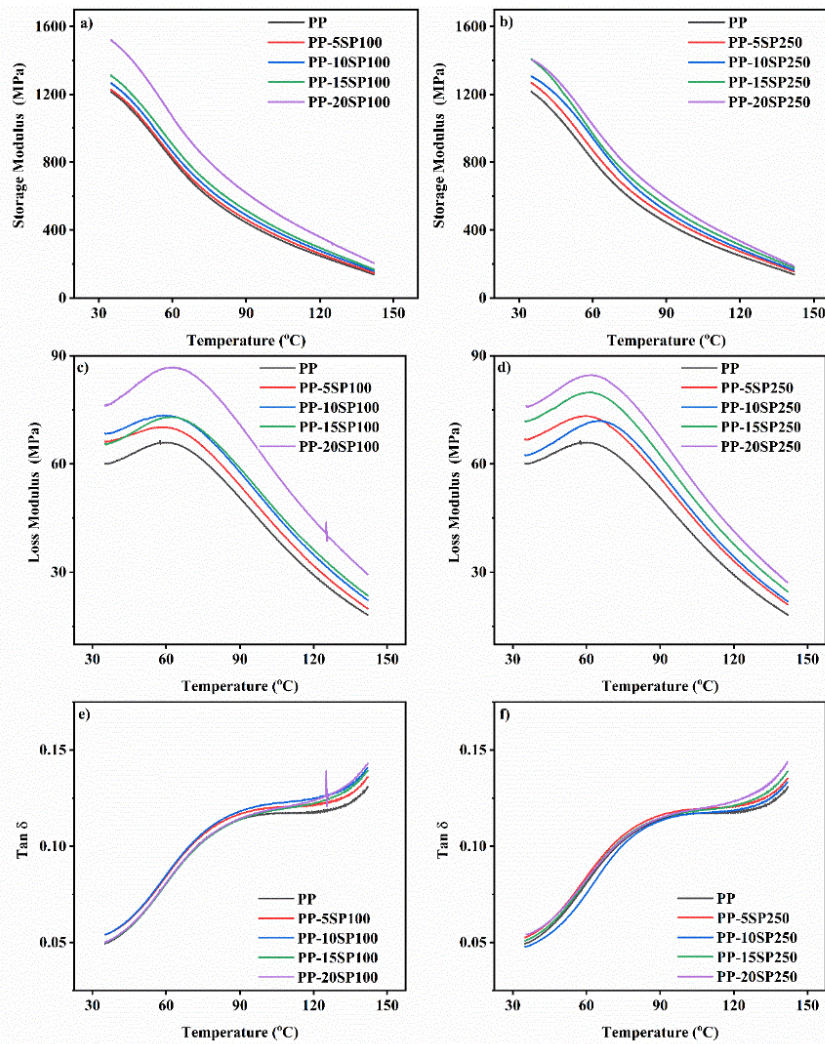 a)
PP
PP-5SP100
PP-10SP100
PP-15SP100
PP-20SP100
1600
1200
800
400
0
Storage Modulus (MPa)
30 60 90 120 150
Temperature (°C)
b)
PP
PP-5SP250
PP-10SP250
PP-15SP250
PP-20SP250
1600
1200
800
400
0
Storage Modulus (MPa)
30 60 90 120 150
Temperature (°C)
c)
PP
PP-5SP100
PP-10SP100
PP-15SP100
PP-20SP100
90
60
30
Loss Modulus (MPa)
30 60 90 120 150
Temperature (°C)
d)
PP
PP-5SP250
PP-10SP250
PP-15SP250
PP-20SP250
90
60
30
Loss Modulus (MPa)
30 60 90 120 150
Temperature (°C)
e)
0.15
0.10
0.05
Tan δ
PP
PP-5SP100
PP-10SP100
PP-15SP100
PP-20SP100
30 60 90 120 150
Temperature (°C)
f)
0.15
0.10
0.05
Tan δ
PP
PP-5SP250
PP-10SP250
PP-15SP250
PP-20SP250
30 60 90 120 150
Temperature (°C)